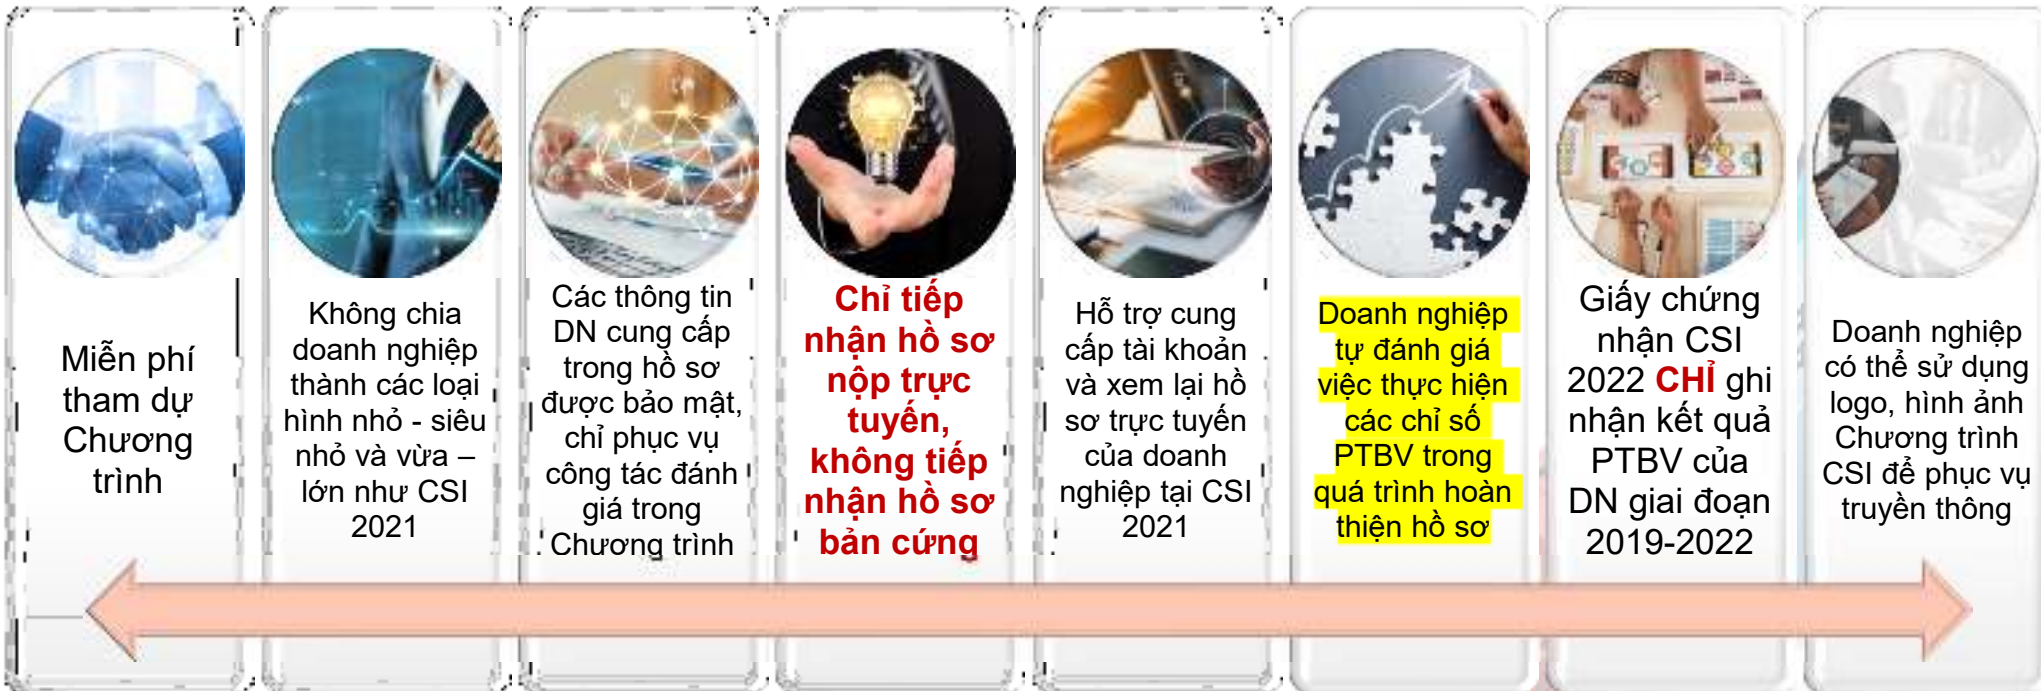 Miễn phí
tham dự
Chương
trình
Không chia
doanh nghiệp
thành các loại
hình nhỏ - siêu
nhỏ và vừa –
lớn như CSI
2021
Các thông tin
DN cung cấp
trong hồ sơ
được bảo mật,
chỉ phục vụ
công tác đánh
giá trong
Chương trình
Chỉ tiếp
nhận hồ sơ
nộp trực
tuyến,
không tiếp
nhận hồ sơ
bản cứng
Hỗ trợ cung
cấp tài khoản
và xem lại hồ
sơ trực tuyến
của doanh
nghiệp tại CSI
2021
Doanh nghiệp
tự đánh giá
việc thực hiện
các chỉ số
PTBV trong
quá trình hoàn
thiện hồ sơ
Giấy chứng
nhận CSI
2022 CHỈ ghi
nhận kết quả
PTBV của
DN giai đoạn
2019-2022
Doanh nghiệp
có thể sử dụng
logo, hình ảnh
Chương trình
CSI để phục vụ
truyền thông